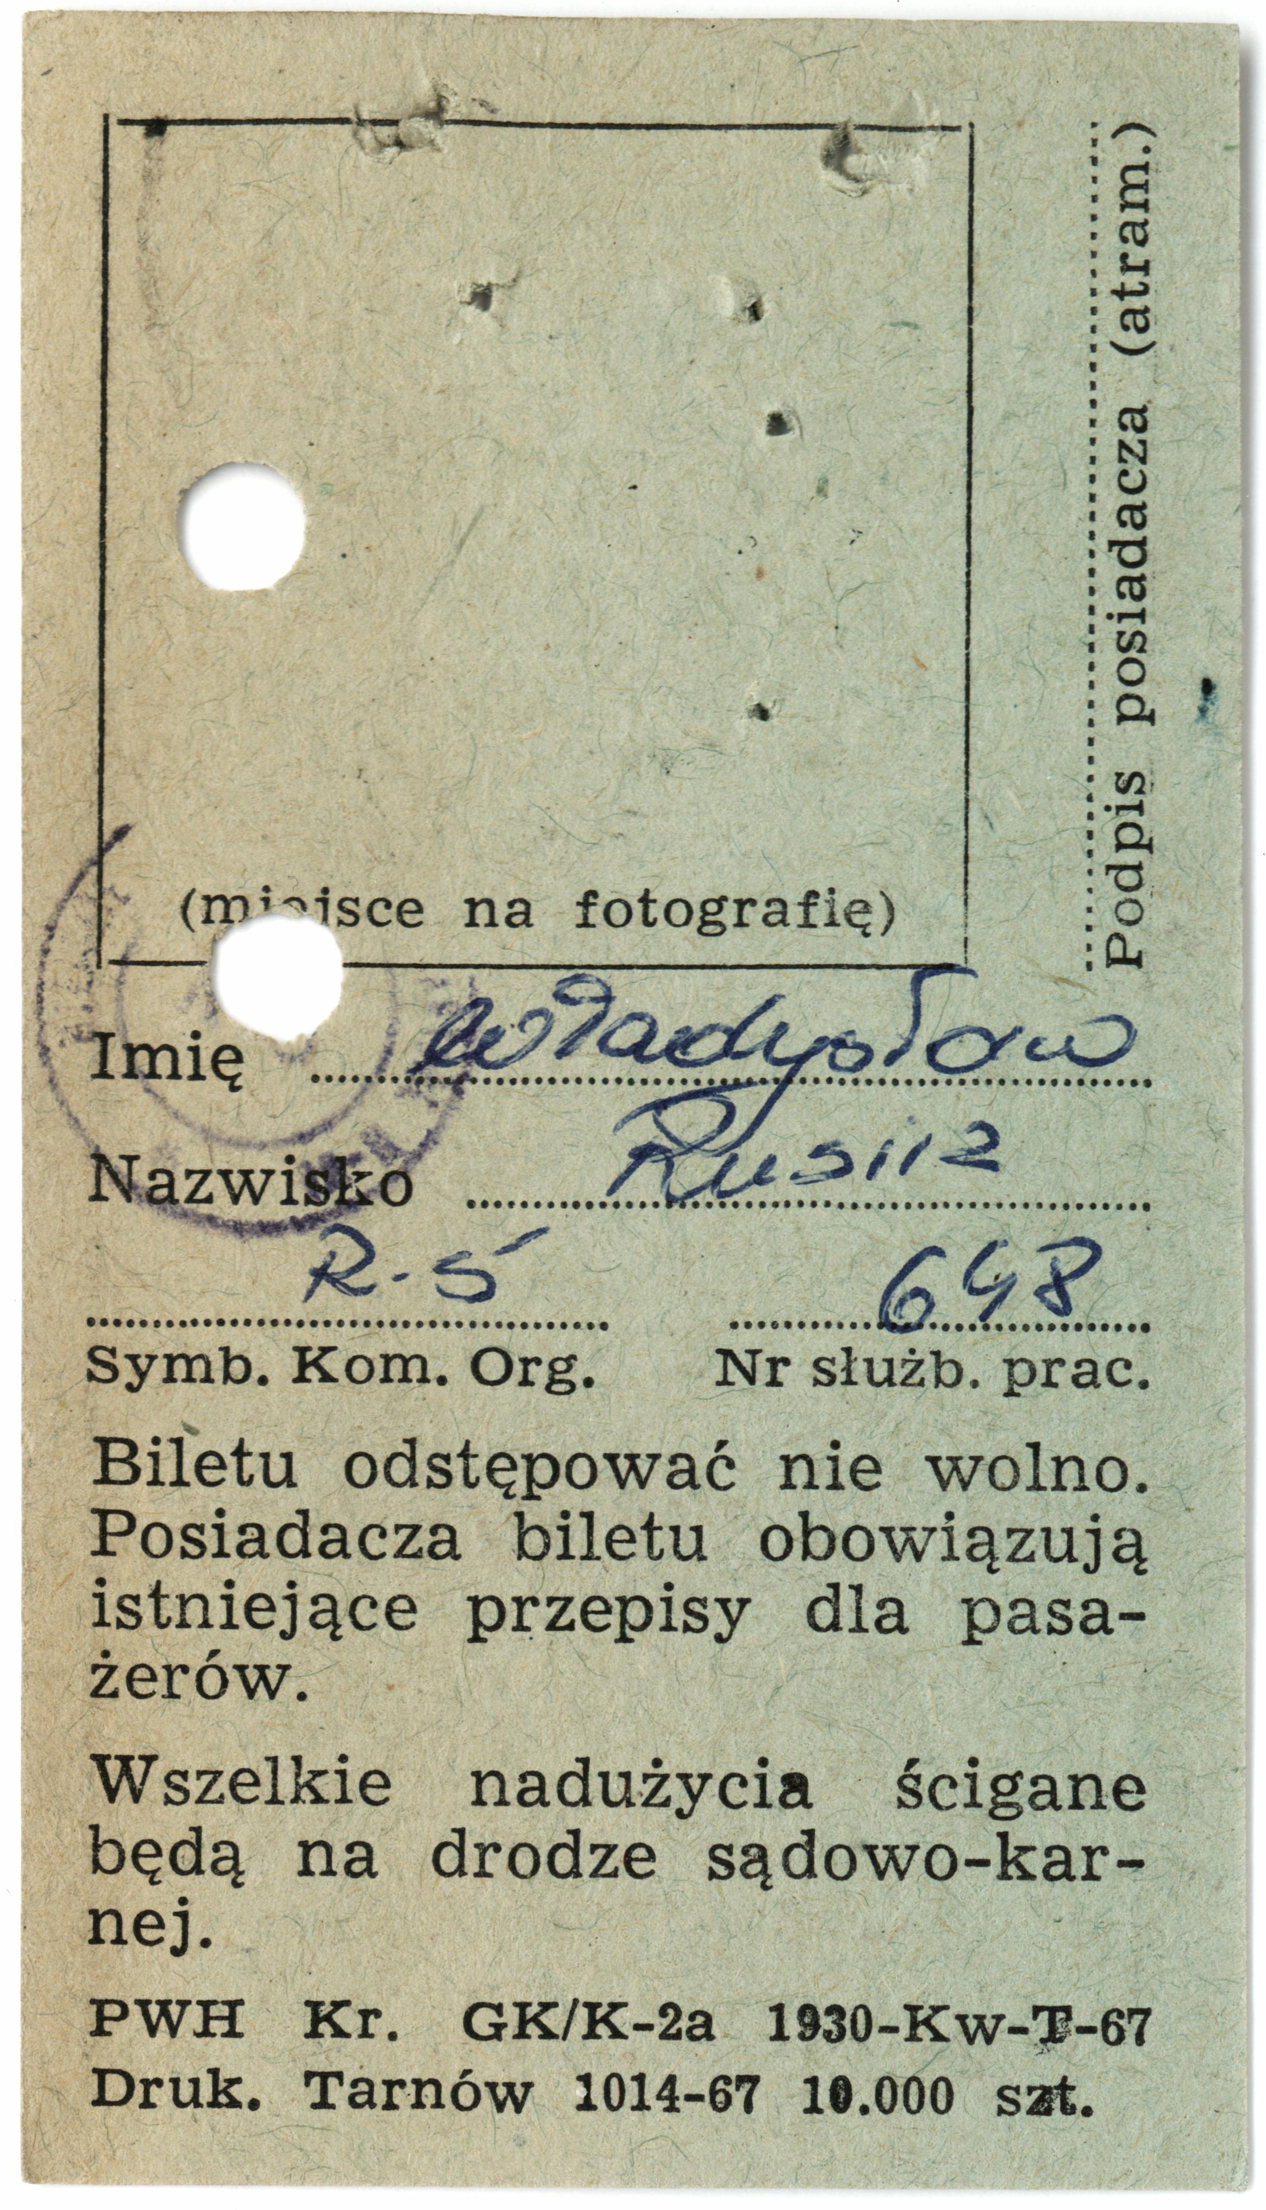 (miejsce na fotografię)
Podpis posiadacza (atram.)
Imię Władysław
Nazwisko Rusin
R-5 648
Symb. Kom. Org. Nr służb. prac.
Biletu odstępować nie wolno.
Posiadacza biletu obowiązują
istniejące przepisy dla pasa-
żerów.
Wszelkie nadużycia ścigane
będą na drodze sądowo-kar-
nej.
PWH Kr. GK/K-2a 1930-Kw-T-67
Druk. Tarnów 1014-67 10.000 szt.